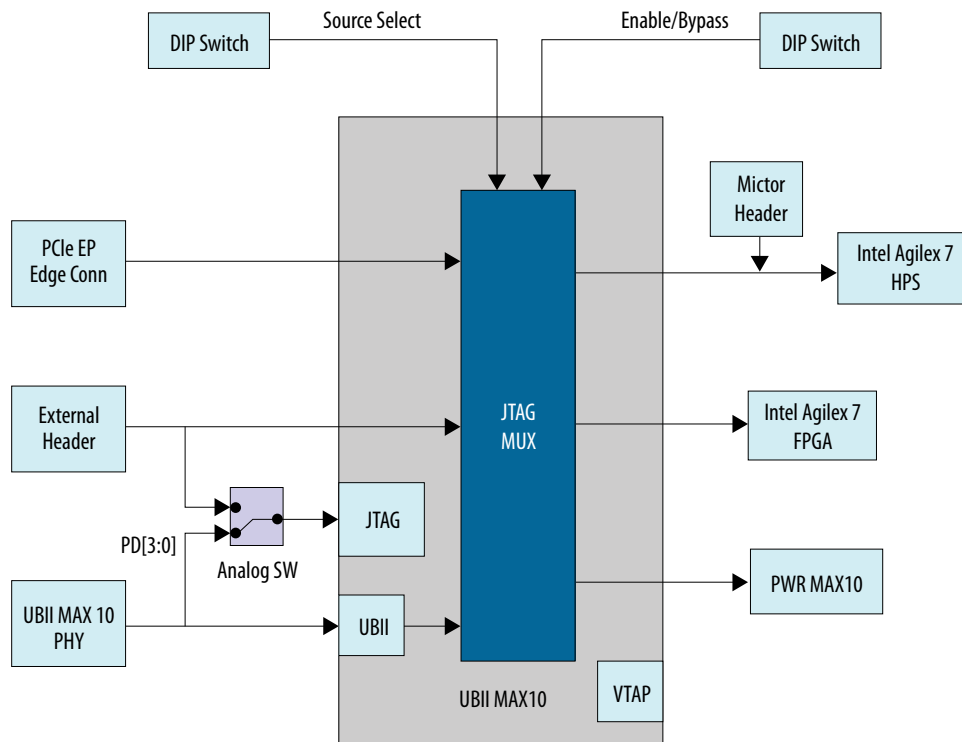 Source Select
Enable/Bypass
DIP Switch
DIP Switch
Mictor
Header
PCIe EP
Edge Conn
Intel Agilex 7
HPS
External
Header
JTAG
MUX
Intel Agilex 7
FPGA
JTAG
PD[3:0]
Analog SW
PWR MAX10
UBII MAX 10
PHY
UBII
UBII MAX10
VTAP